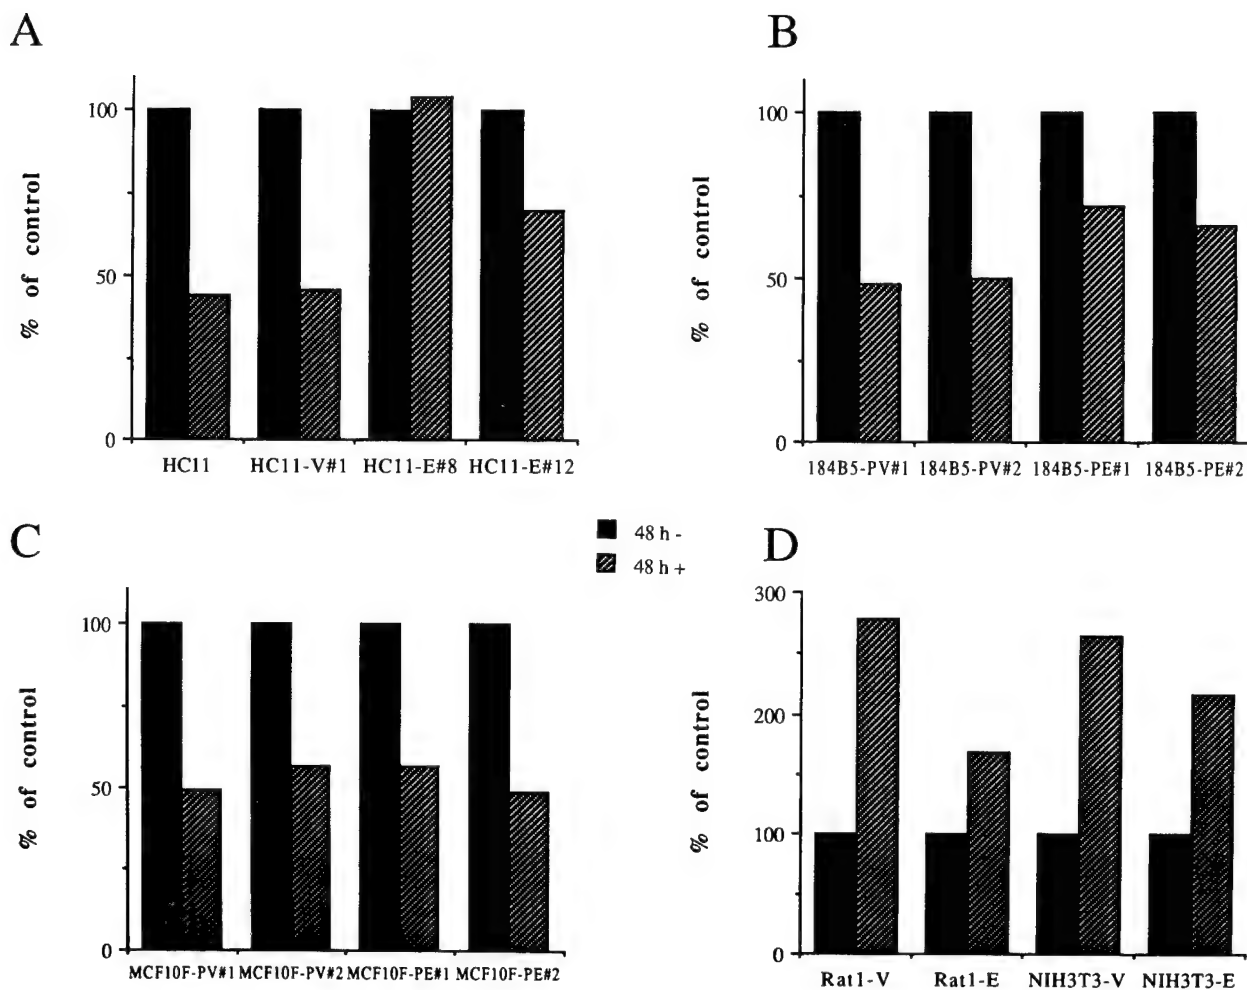 A
% of control
100
50
0
HC11
HC11-V#1
HC11-E#8
HC11-E#12
B
% of control
100
50
0
184B5-PV#1
184B5-PV#2
184B5-PE#1
184B5-PE#2
C
% of control
100
50
0
MCF10F-PV#1
MCF10F-PV#2
MCF10F-PE#1
MCF10F-PE#2
48 h -
48 h +
D
% of control
300
200
100
0
Rat1-V
Rat1-E
NIH3T3-V
NIH3T3-E